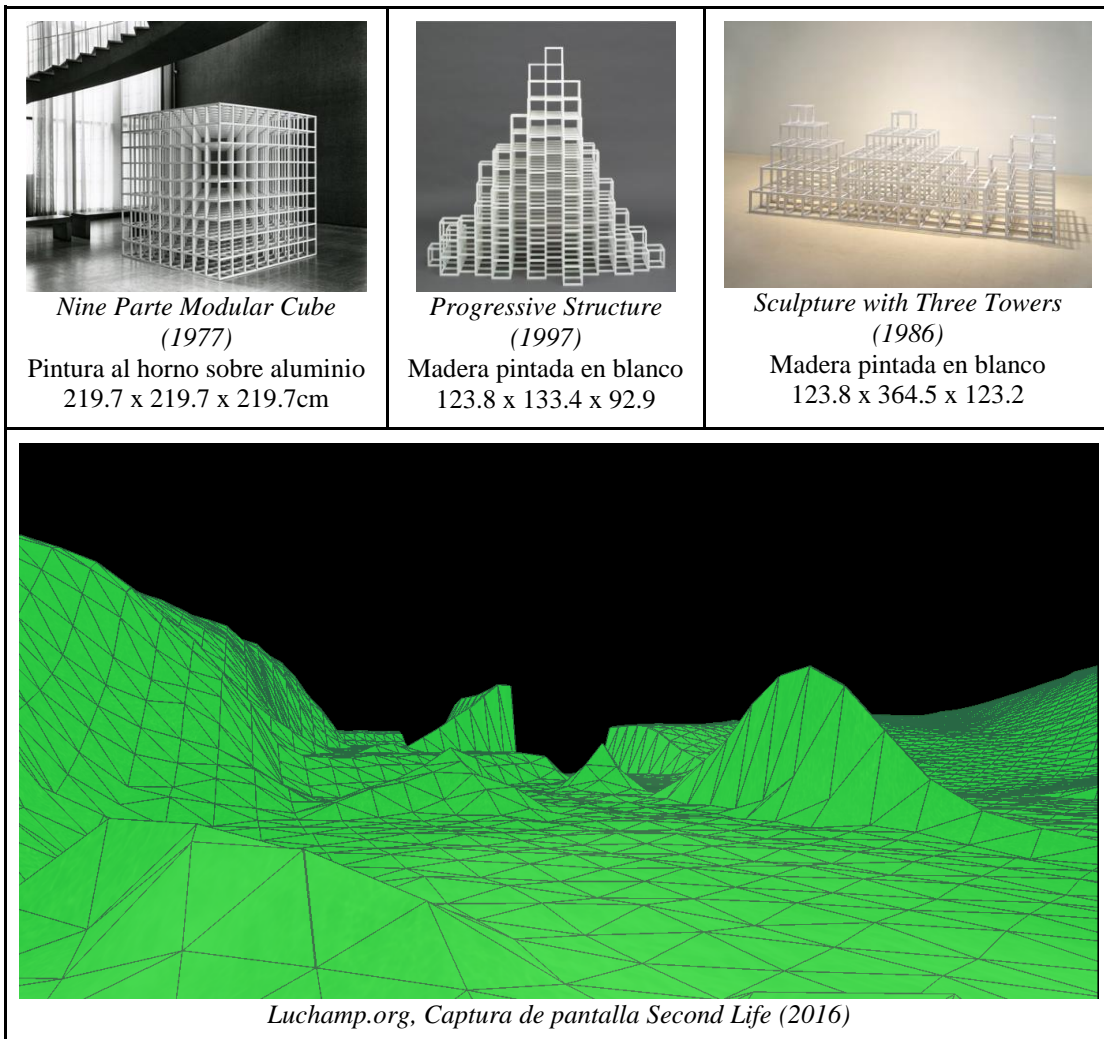 Nine Parte Modular Cube
(1977)
Pintura al horno sobre aluminio
219.7 x 219.7 x 219.7cm
Progressive Structure
(1997)
Madera pintada en blanco
123.8 x 133.4 x 92.9
Sculpture with Three Towers
(1986)
Madera pintada en blanco
123.8 x 364.5 x 123.2
Luchamp.org, Captura de pantalla Second Life (2016)